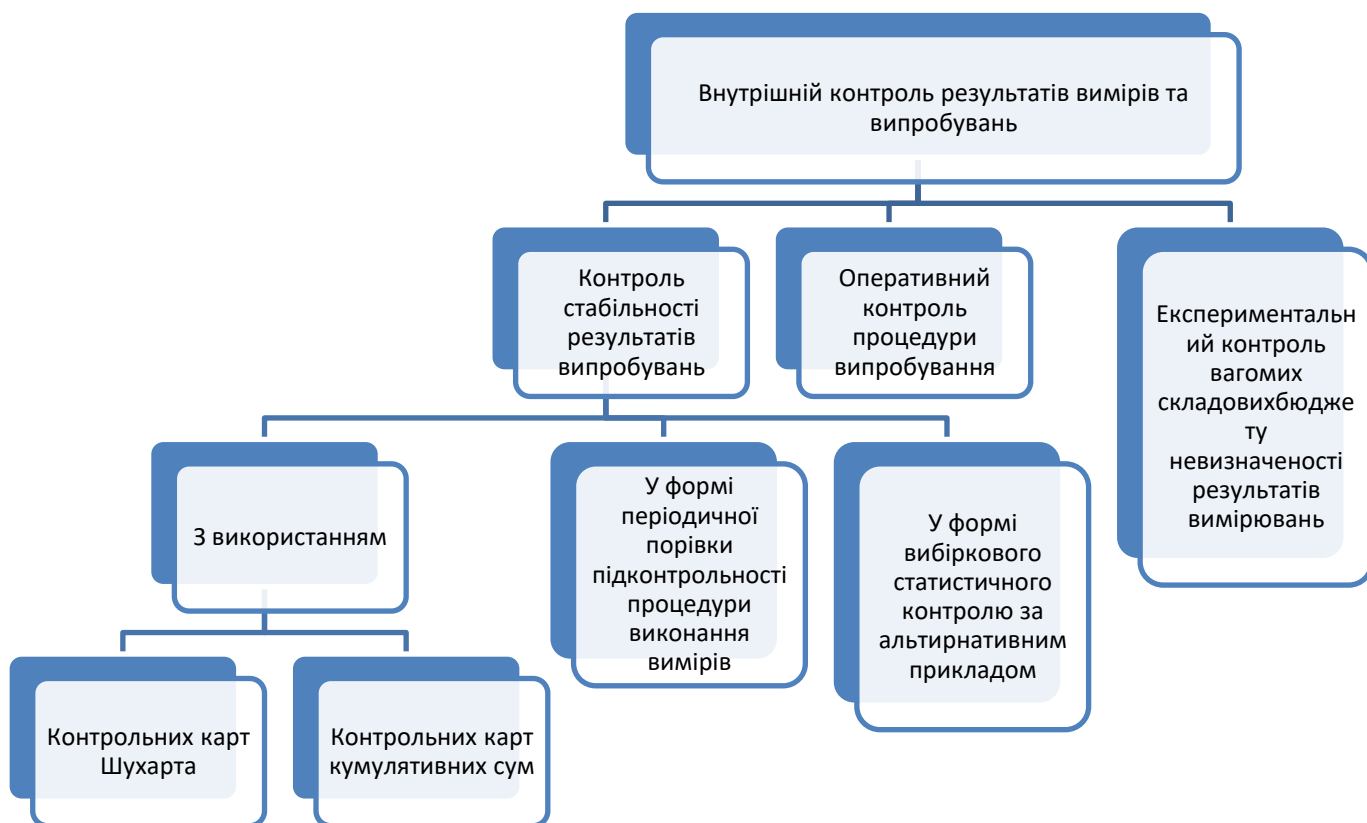 Внутрішній контроль результатів вимірів та
випробувань
Контроль
стабільності
результатів
випробувань
Оперативний
контроль
процедури
випробування
Експериментальн
ий контроль
вагомих
складовихбюдже
ту
невизначеності
результатів
вимірювань
З використанням
У формі
періодичної
порівки
підконтрольності
процедури
виконання
вимірів
У формі
вибіркового
статистичного
контролю за
альтирнативним
прикладом
Контрольних карт
Шухарта
Контрольних карт
кумулятивних сум